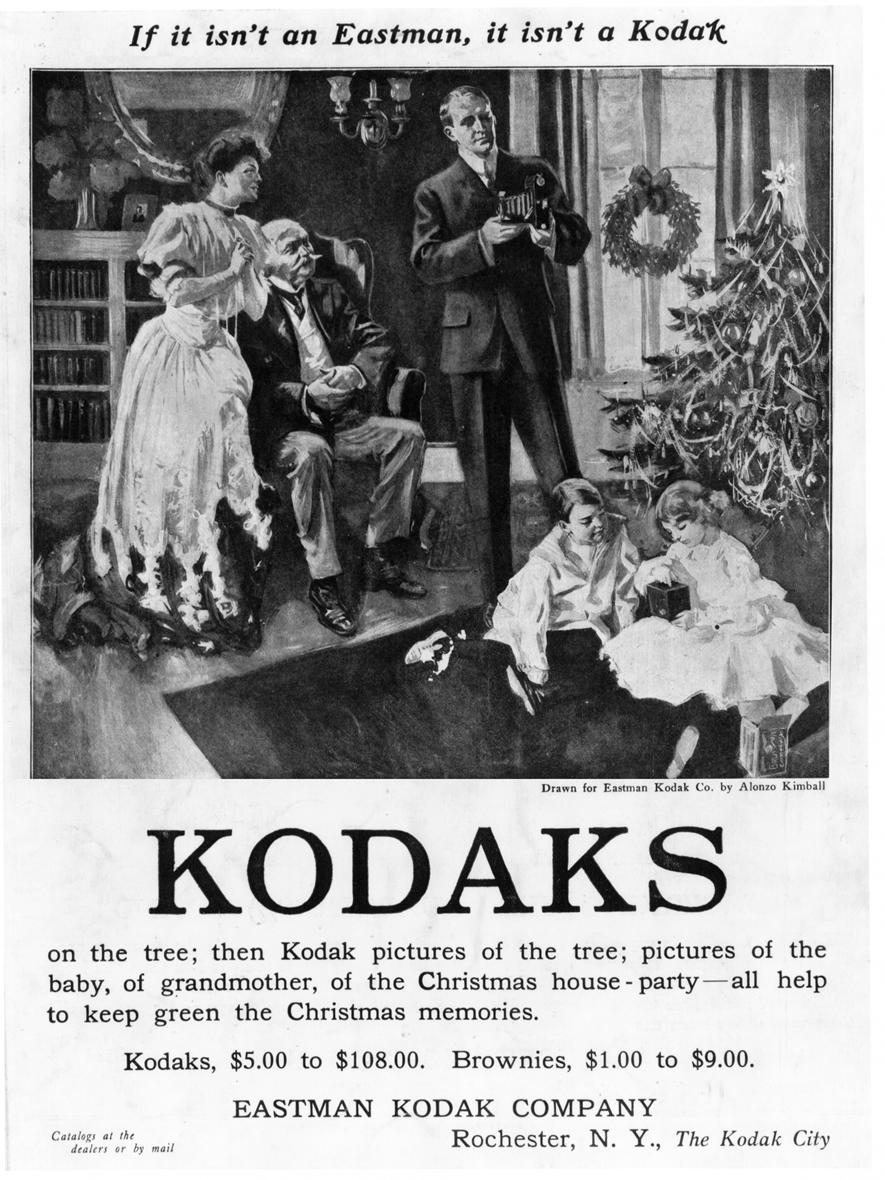 If it isn't an Eastman, it isn't a Kodak
Drawn for Eastman Kodak Co. by Alonzo Kimball
KODAKS
on the tree; then Kodak pictures of the tree; pictures of the
baby, of grandmother, of the Christmas house-party—all help
to keep green the Christmas memories.
Kodaks, $5.00 to $108.00. Brownies, $1.00 to $9.00.
EASTMAN KODAK COMPANY
Catalogs at the
dealers or by mail
Rochester, N. Y., The Kodak City